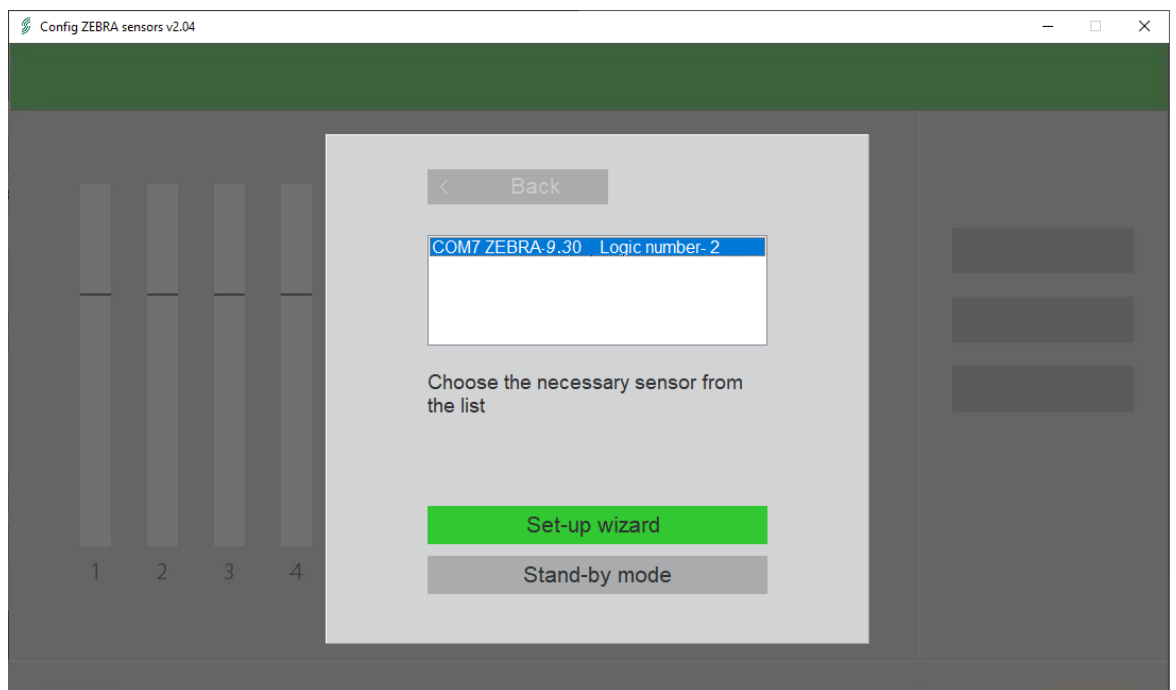 Config ZEBRA sensors v2.04
Back
COM7 ZEBRA-9.30 Logic number- 2
Choose the necessary sensor from
the list
Set-up wizard
Stand-by mode
1 2 3 4